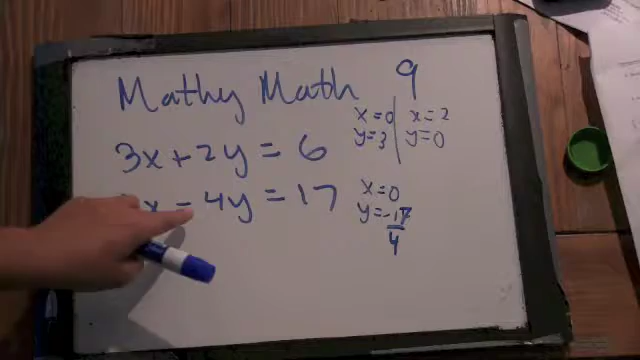 Mathy Math 9
x=0 | x=2
y=3 | y=0
3x+2y=6
x-4y=17
x=0
y=-17/4